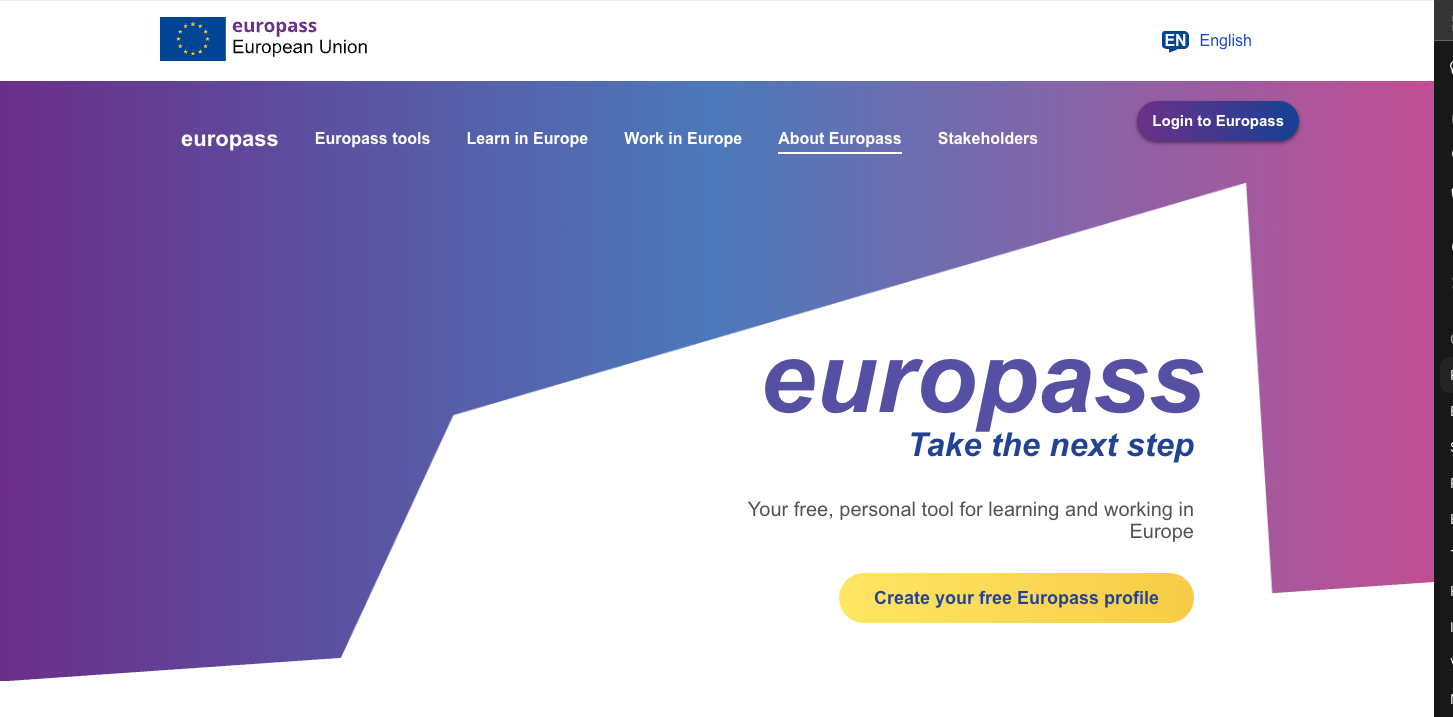 europass
European Union
EN English
Login to Europass
europass Europass tools Learn in Europe Work in Europe About Europass Stakeholders
europass
Take the next step
Your free, personal tool for learning and working in
Europe
Create your free Europass profile